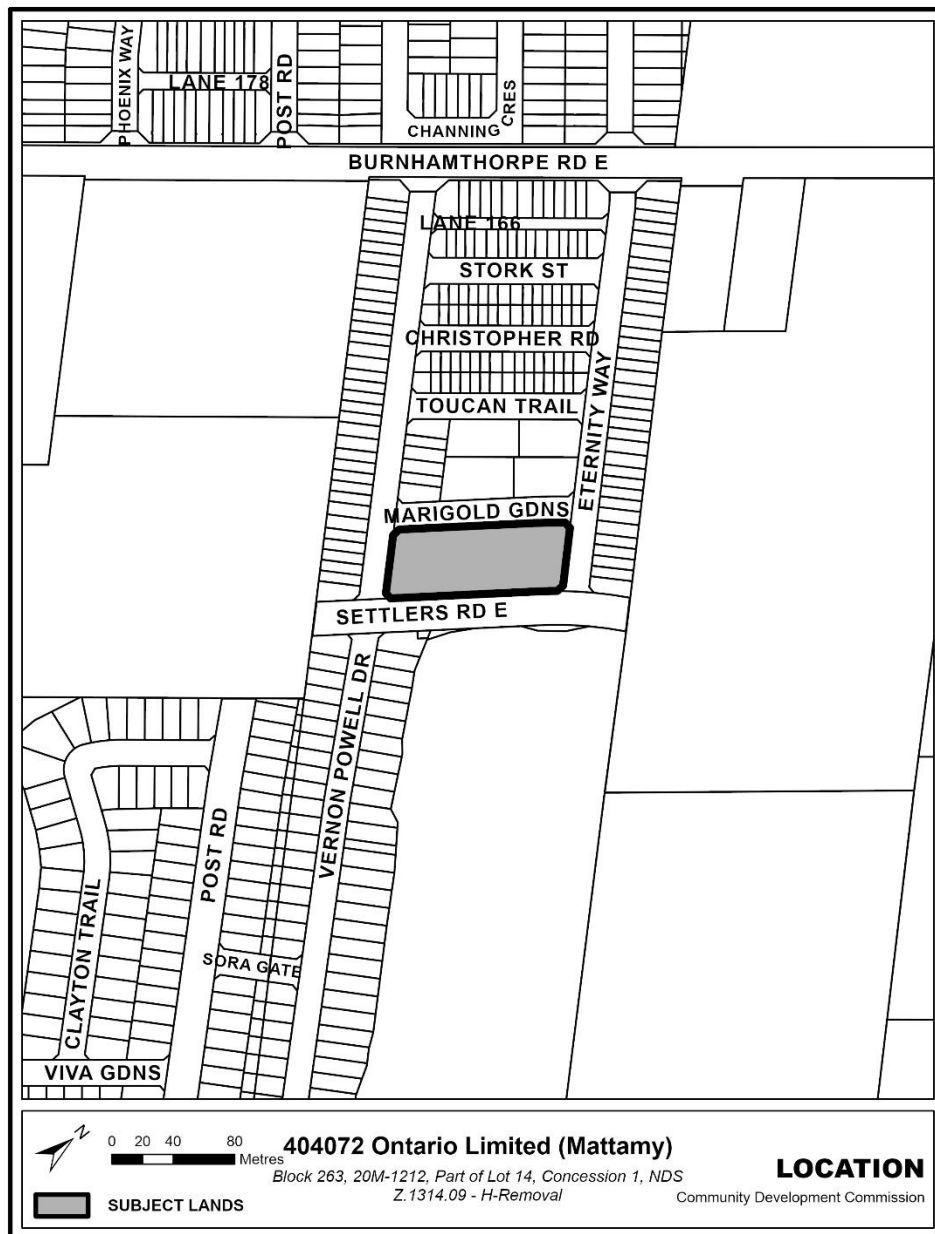 PHOENIX WAY
LANE 178
POST RD
CHANNING
CRES
BURNHAMTHORPE RD E
LANE 166
STORK ST
CHRISTOPHER RD
TOUCAN TRAIL
ETERNITY WAY
MARIGOLD GDNS
SETTLERS RD E
VERNON POWELL DR
POST RD
CLAYTON TRAIL
SORA GATE
VIVA GDNS
N
0 20 40 80
Metres
404072 Ontario Limited (Mattamy)
Block 263, 20M-1212, Part of Lot 14, Concession 1, NDS
Z.1314.09 - H-Removal
SUBJECT LANDS
LOCATION
Community Development Commission